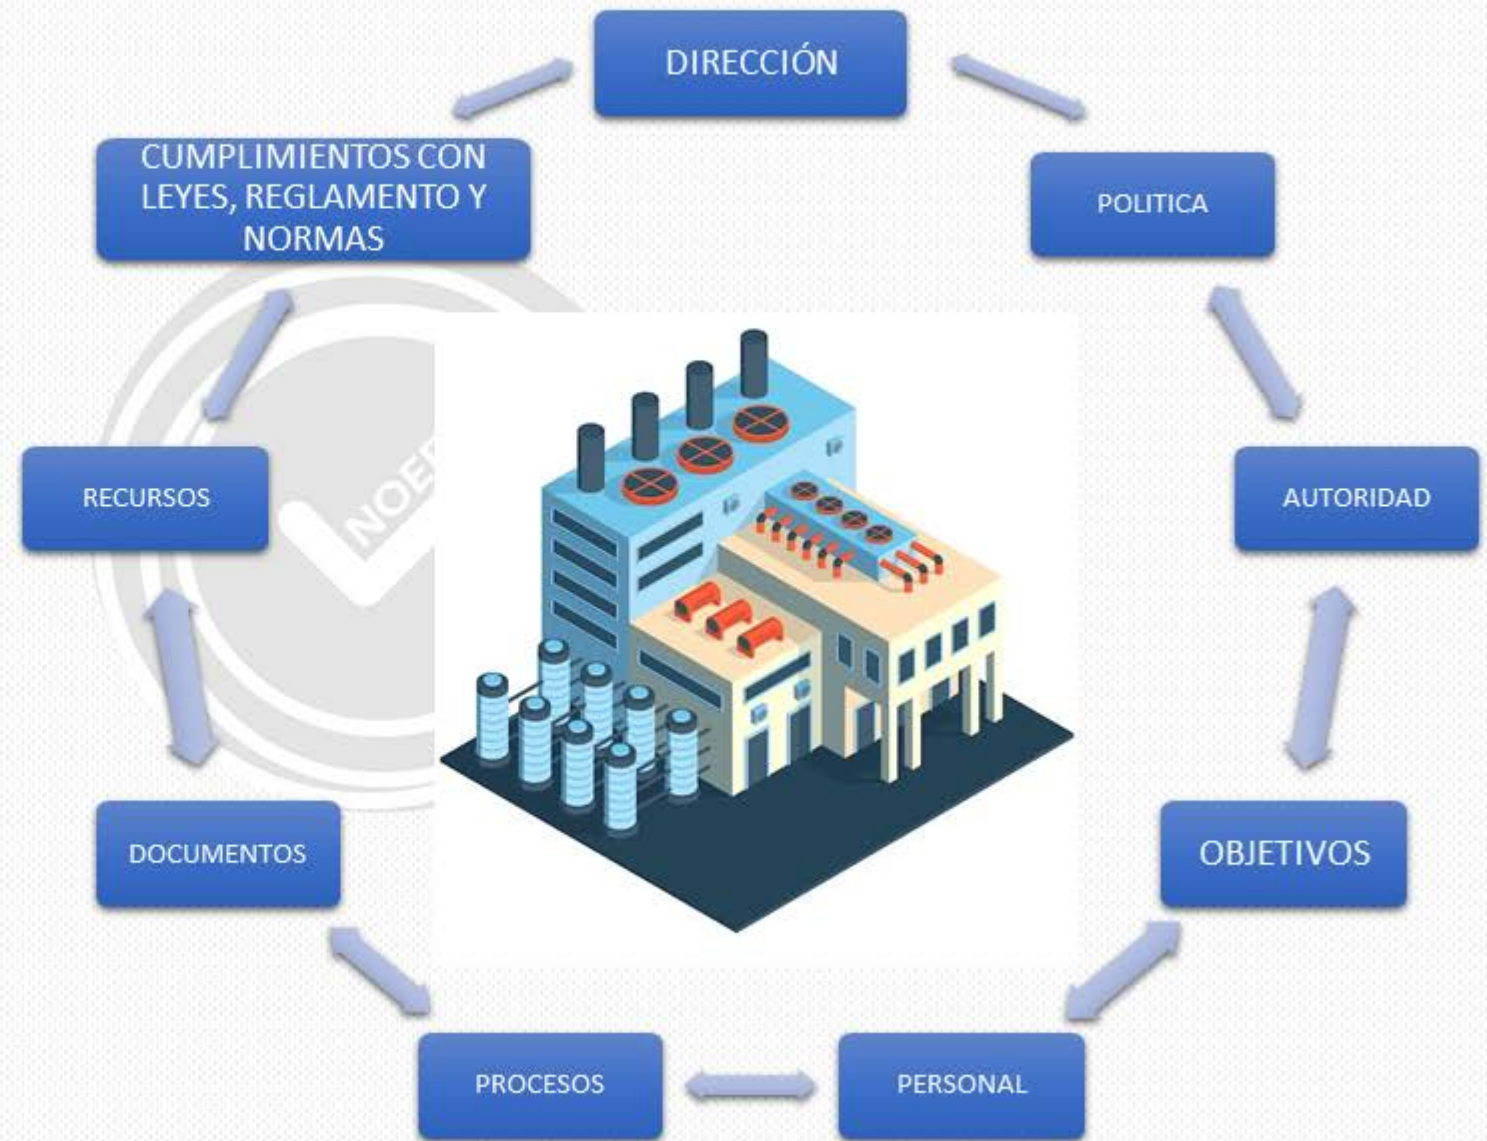 DIRECCIÓN
CUMPLIMIENTOS CON
LEYES, REGLAMENTO Y
NORMAS
POLITICA
RECURSOS
AUTORIDAD
DOCUMENTOS
OBJETIVOS
PROCESOS
PERSONAL